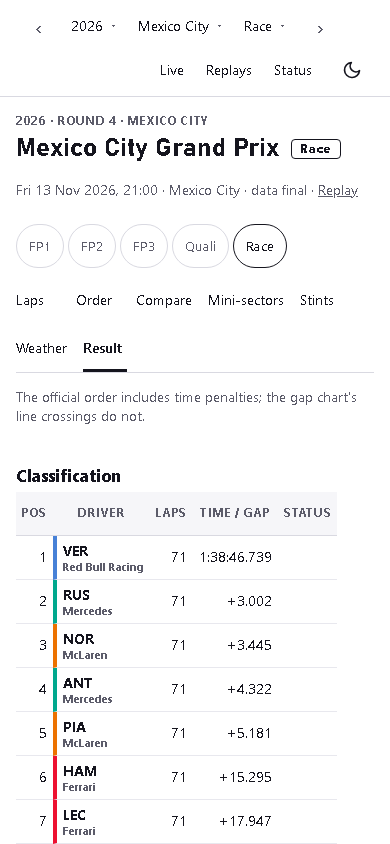 ‹ 2026 Mexico City Race ›
Live Replays Status
2026 · ROUND 4 · MEXICO CITY
Mexico City Grand Prix Race
Fri 13 Nov 2026, 21:00 · Mexico City · data final · Replay
FP1 FP2 FP3 Quali Race
Laps Order Compare Mini-sectors Stints
Weather Result
The official order includes time penalties; the gap chart's
line crossings do not.
Classification
POS DRIVER LAPS TIME / GAP STATUS
1 VER 71 1:38:46.739
Red Bull Racing
2 RUS 71 +3.002
Mercedes
3 NOR 71 +3.445
McLaren
4 ANT 71 +4.322
Mercedes
5 PIA 71 +5.181
McLaren
6 HAM 71 +15.295
Ferrari
7 LEC 71 +17.947
Ferrari